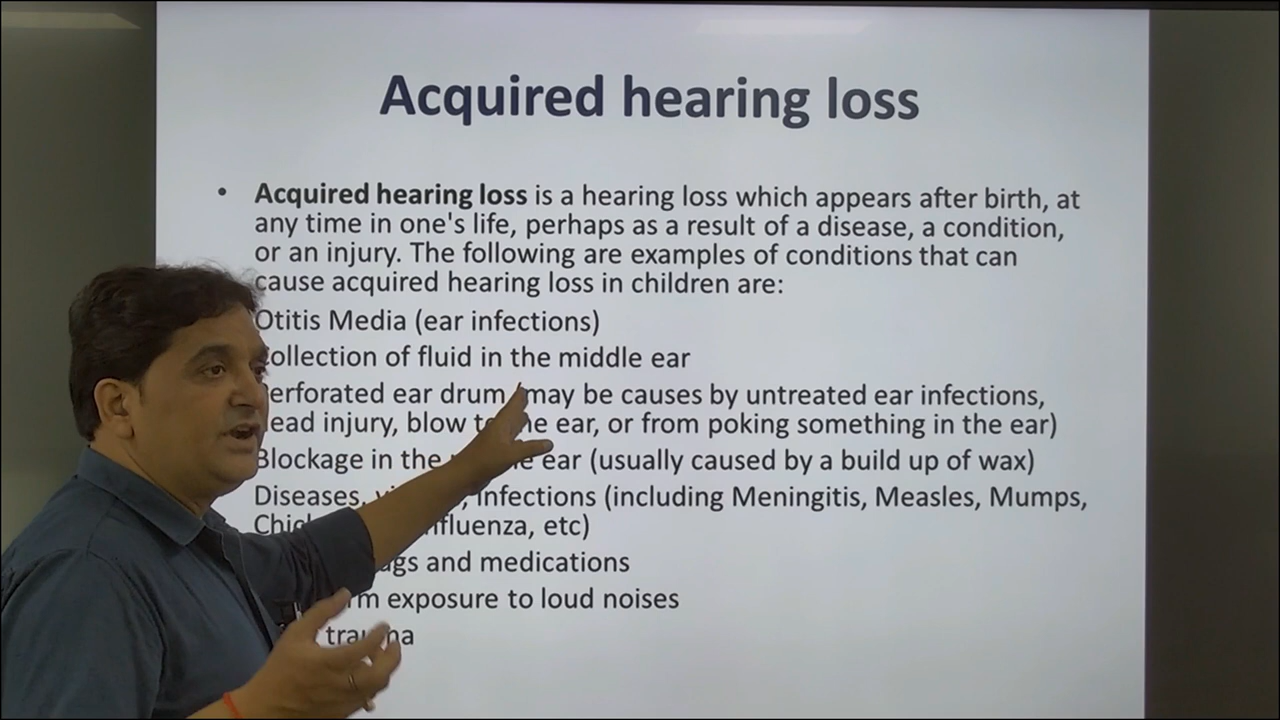 Acquired hearing loss
• Acquired hearing loss is a hearing loss which appears after birth, at
any time in one's life, perhaps as a result of a disease, a condition,
or an injury. The following are examples of conditions that can
cause acquired hearing loss in children are:
Otitis Media (ear infections)
collection of fluid in the middle ear
erforated ear drum may be causes by untreated ear infections,
ead injury, blow ear, or from poking something in the ear)
Blockage in the ear (usually caused by a build up of wax)
Diseases, infections (including Meningitis, Measles, Mumps,
fluenza, etc)
and medications
exposure to loud noises